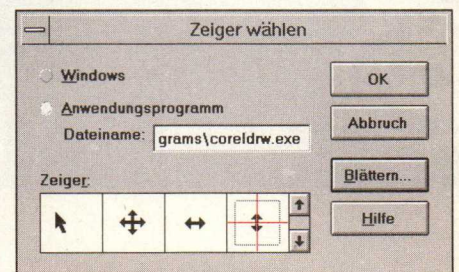 Zeiger wählen
Windows
OK
Anwendungsprogramm
Abbruch
Dateiname: grams\coreldrw.exe
Blättern...
Zeiger:
Hilfe